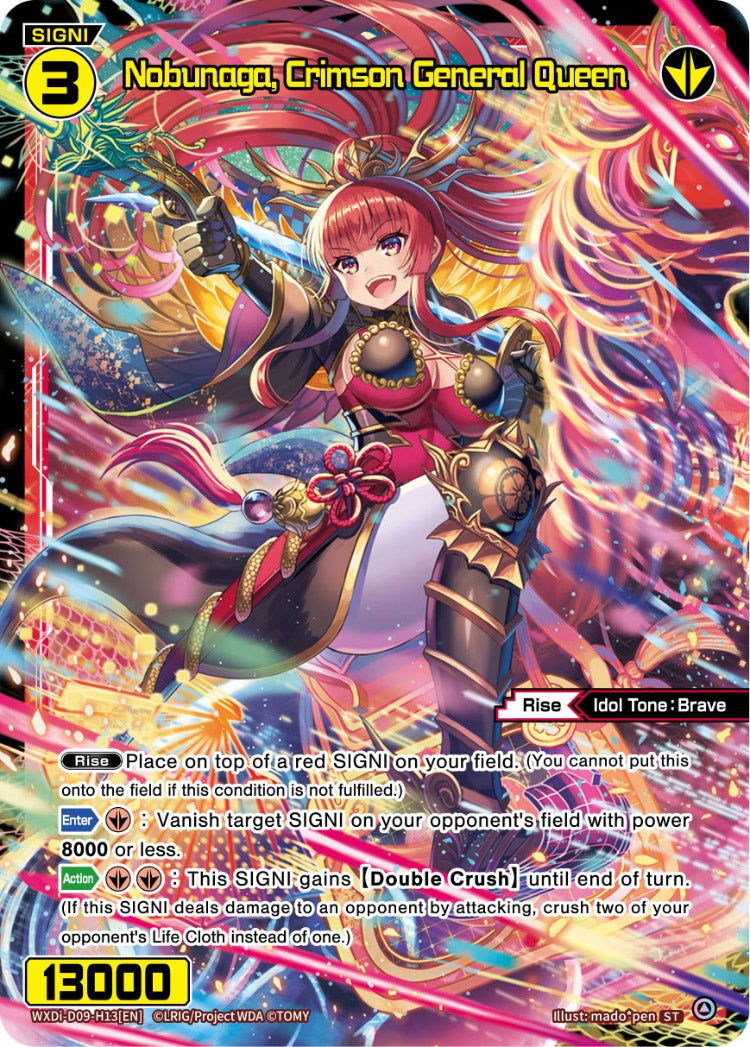 SIGNI
3
Nobunaga, Crimson General Queen
Rise Idol Tone:Brave
Rise Place on top of a red SIGNI on your field. (You cannot put this
onto the field if this condition is not fulfilled.)
Enter : Vanish target SIGNI on your opponent's field with power
8000 or less.
Action : This SIGNI gains 【Double Crush】 until end of turn.
(If this SIGNI deals damage to an opponent by attacking, crush two of your
opponent's Life Cloth instead of one.)
13000
WXDi-D09-H13[EN] ©LRIG/Project WDA ©TOMY Illust: mado*pen ST